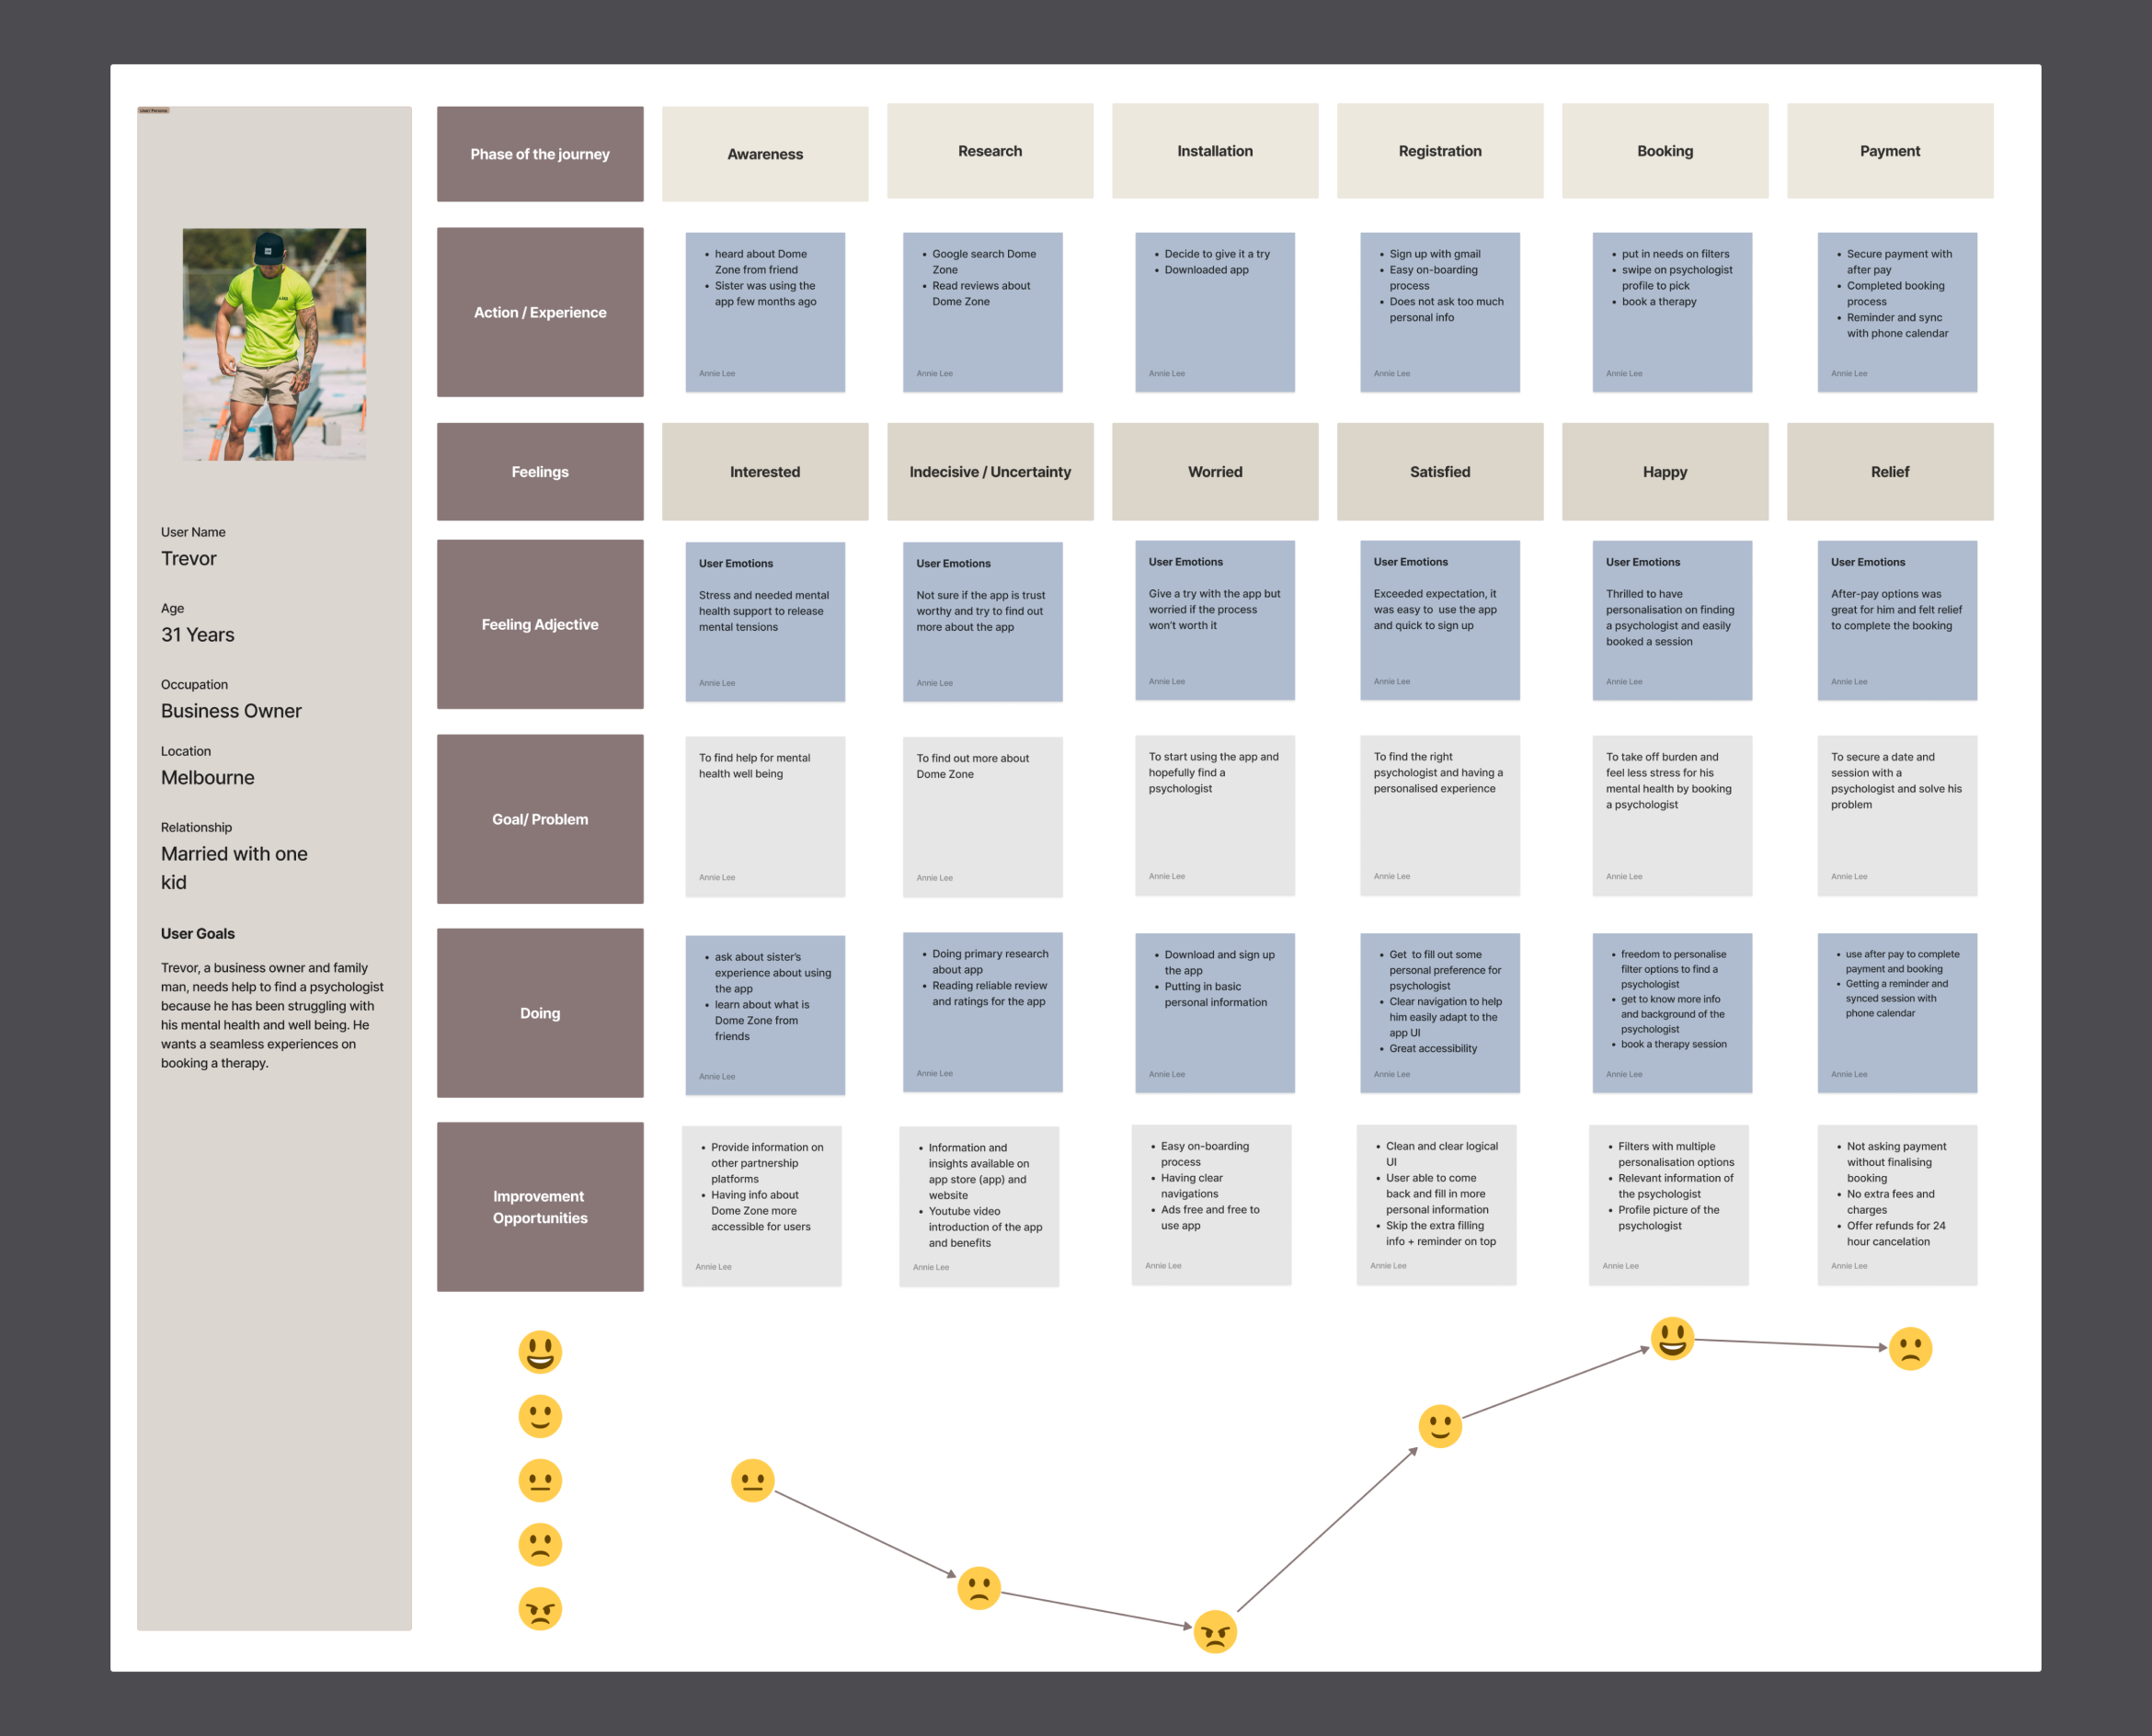 User Persona
User Name
Trevor
Age
31 Years
Occupation
Business Owner
Location
Melbourne
Relationship
Married with one
kid
User Goals
Trevor, a business owner and family
man, needs help to find a psychologist
because he has been struggling with
his mental health and well being. He
wants a seamless experiences on
booking a therapy.
Phase of the journey
Awareness
Research
Installation
Registration
Booking
Payment
Action / Experience
• heard about Dome
Zone from friend
• Sister was using the
app few months ago
Annie Lee
• Google search Dome
Zone
• Read reviews about
Dome Zone
Annie Lee
• Decide to give it a try
• Downloaded app
Annie Lee
• Sign up with gmail
• Easy on-boarding
process
• Does not ask too much
personal info
Annie Lee
• put in needs on filters
• swipe on psychologist
profile to pick
• book a therapy
Annie Lee
• Secure payment with
after pay
• Completed booking
process
• Reminder and sync
with phone calendar
Annie Lee
Feelings
Interested
Indecisive / Uncertainty
Worried
Satisfied
Happy
Relief
Feeling Adjective
User Emotions
Stress and needed mental
health support to release
mental tensions
Annie Lee
User Emotions
Not sure if the app is trust
worthy and try to find out
more about the app
Annie Lee
User Emotions
Give a try with the app but
worried if the process
won't worth it
Annie Lee
User Emotions
Exceeded expectation, it
was easy to use the app
and quick to sign up
Annie Lee
User Emotions
Thrilled to have
personalisation on finding
a psychologist and easily
booked a session
Annie Lee
User Emotions
After-pay options was
great for him and felt relief
to complete the booking
Annie Lee
Goal/ Problem
To find help for mental
health well being
Annie Lee
To find out more about
Dome Zone
Annie Lee
To start using the app and
hopefully find a
psychologist
Annie Lee
To find the right
psychologist and having a
personalised experience
Annie Lee
To take off burden and
feel less stress for his
mental health by booking
a psychologist
Annie Lee
To secure a date and
session with a
psychologist and solve his
problem
Annie Lee
Doing
• ask about sister's
experience about using
the app
• learn about what is
Dome Zone from
friends
Annie Lee
• Doing primary research
about app
• Reading reliable review
and ratings for the app
Annie Lee
• Download and sign up
the app
• Putting in basic
personal information
Annie Lee
• Get to fill out some
personal preference for
psychologist
• Clear navigation to help
him easily adapt to the
app UI
• Great accessibility
Annie Lee
• freedom to personalise
filter options to find a
psychologist
• get to know more info
and background of the
psychologist
• book a therapy session
Annie Lee
• use after pay to complete
payment and booking
• Getting a reminder and
synced session with
phone calendar
Annie Lee
Improvement
Opportunities
• Provide information on
other partnership
platforms
• Having info about
Dome Zone more
accessible for users
Annie Lee
• Information and
insights available on
app store (app) and
website
• Youtube video
introduction of the app
and benefits
Annie Lee
• Easy on-boarding
process
• Having clear
navigations
• Ads free and free to
use app
Annie Lee
• Clean and clear logical
UI
• User able to come
back and fill in more
personal information
• Skip the extra filling
info + reminder on top
Annie Lee
• Filters with multiple
personalisation options
• Relevant information of
the psychologist
• Profile picture of the
psychologist
Annie Lee
• Not asking payment
without finalising
booking
• No extra fees and
charges
• Offer refunds for 24
hour cancelation
Annie Lee